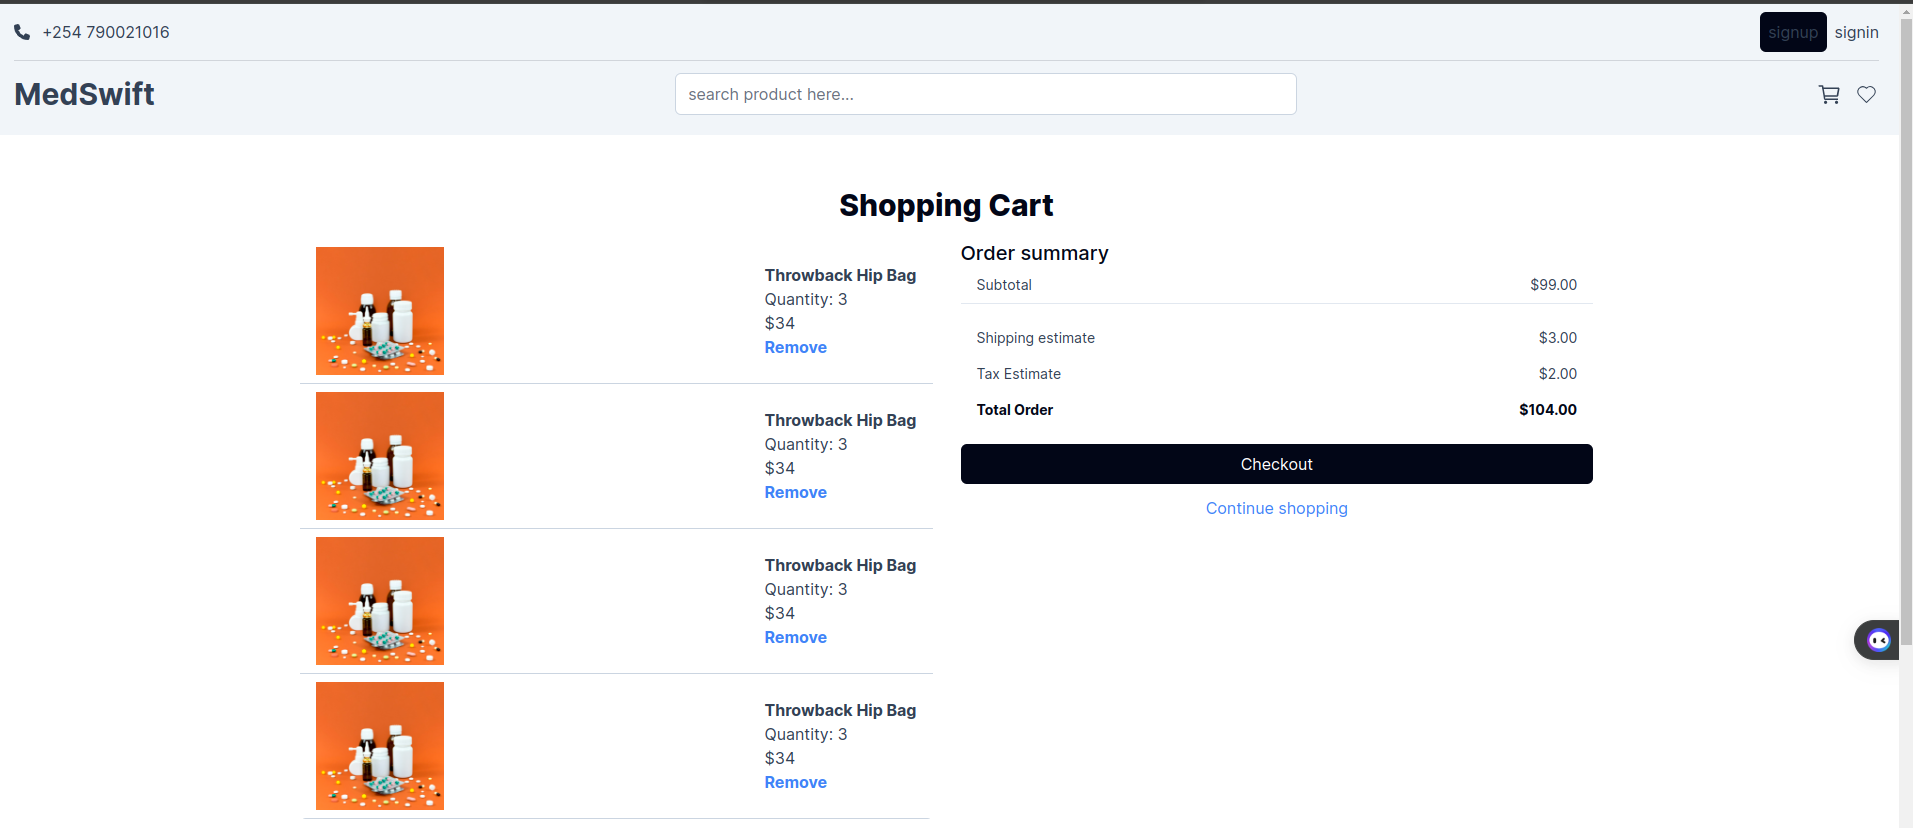 +254 790021016
signup signin
MedSwift
search product here...
Shopping Cart
Throwback Hip Bag
Quantity: 3
$34
Remove
Throwback Hip Bag
Quantity: 3
$34
Remove
Throwback Hip Bag
Quantity: 3
$34
Remove
Throwback Hip Bag
Quantity: 3
$34
Remove
Order summary
Subtotal $99.00
Shipping estimate $3.00
Tax Estimate $2.00
Total Order $104.00
Checkout
Continue shopping